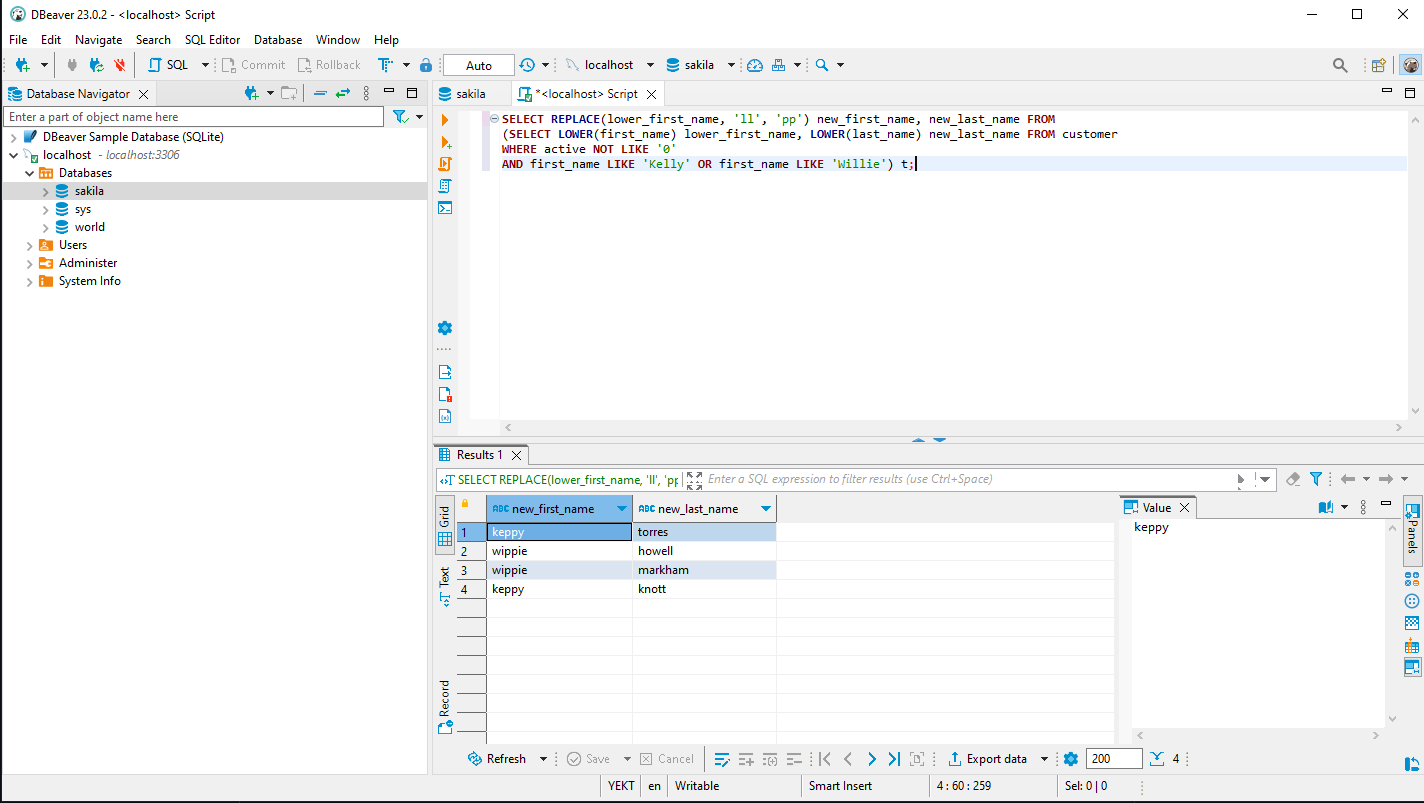 DBeaver 23.0.2 - <localhost> Script
File Edit Navigate Search SQL Editor Database Window Help
SQL Commit Rollback Auto localhost sakila
Database Navigator
Enter a part of object name here
DBeaver Sample Database (SQLite)
localhost - localhost:3306
Databases
sakila
sys
world
Users
Administer
System Info
sakila *<localhost> Script
SELECT REPLACE(lower_first_name, 'll', 'pp') new_first_name, new_last_name FROM
(SELECT LOWER(first_name) lower_first_name, LOWER(last_name) new_last_name FROM customer
WHERE active NOT LIKE '0'
AND first_name LIKE 'Kelly' OR first_name LIKE 'Willie') t;
Results 1
SELECT REPLACE(lower_first_name, 'll', 'pp Enter a SQL expression to filter results (use Ctrl+Space)
Grid
Text
Record
ABC new_first_name ABC new_last_name
1 keppy torres
2 wippie howell
3 wippie markham
4 keppy knott
Value
keppy
Panels
Refresh Save Cancel Export data 200 4
YEKT en Writable Smart Insert 4 : 60 : 259 Sel: 0 | 0